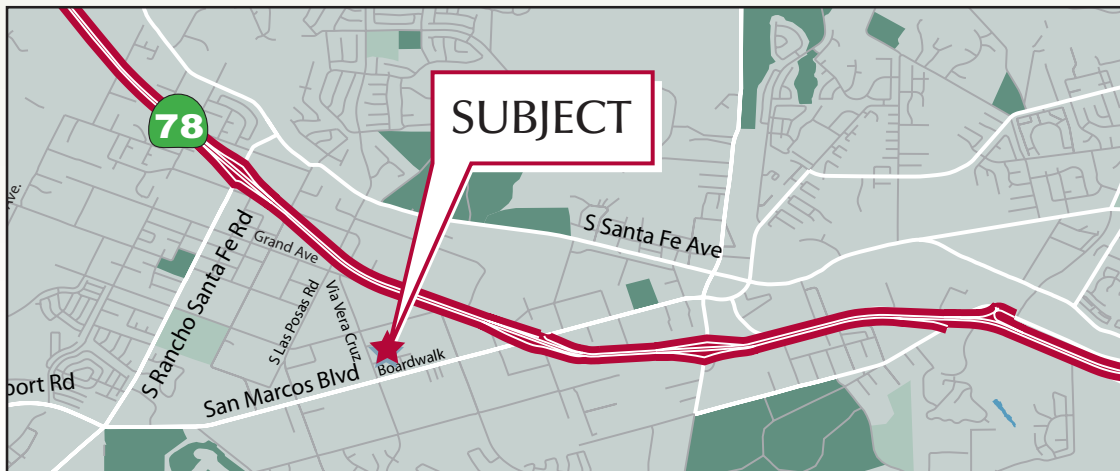 SUBJECT
78
Ave.
S Santa Fe Ave
S Rancho Santa Fe Rd
Grand Ave
S Las Posas Rd
Via Vera Cruz
Boardwalk
San Marcos Blvd
port Rd